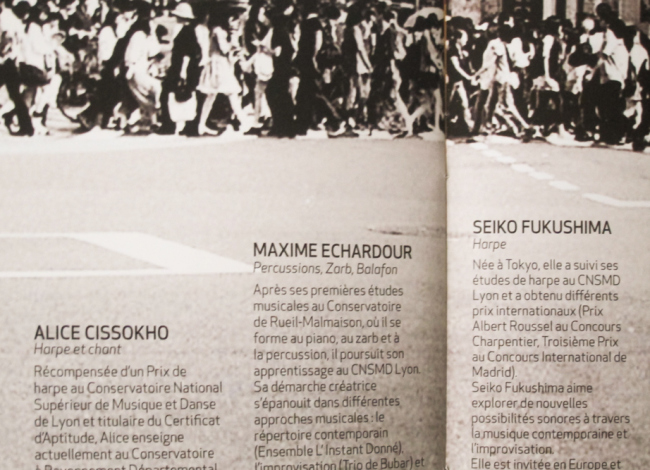 ALICE CISSOKHO
Harpe et chant
Récompensée d'un Prix de
harpe au Conservatoire National
Supérieur de Musique et Danse
de Lyon et titulaire du Certificat
d'Aptitude, Alice enseigne
actuellement au Conservatoire
à Rayonnement Départemental
MAXIME ECHARDOUR
Percussions, Zarb, Balafon
Après ses premières études
musicales au Conservatoire
de Rueil-Malmaison, où il se
forme au piano, au zarb et à
la percussion, il poursuit son
apprentissage au CNSMD Lyon.
Sa démarche créatrice
s'épanouit dans différentes
approches musicales : le
répertoire contemporain
(Ensemble L'Instant Donné),
l'improvisation (Trio de Bubar) et
SEIKO FUKUSHIMA
Harpe
Née à Tokyo, elle a suivi ses
études de harpe au CNSMD
Lyon et a obtenu différents
prix internationaux (Prix
Albert Roussel au Concours
Charpentier, Troisième Prix
au Concours International de
Madrid).
Seiko Fukushima aime
explorer de nouvelles
possibilités sonores à travers
la musique contemporaine et
l'improvisation.
Elle est invitée en Europe et